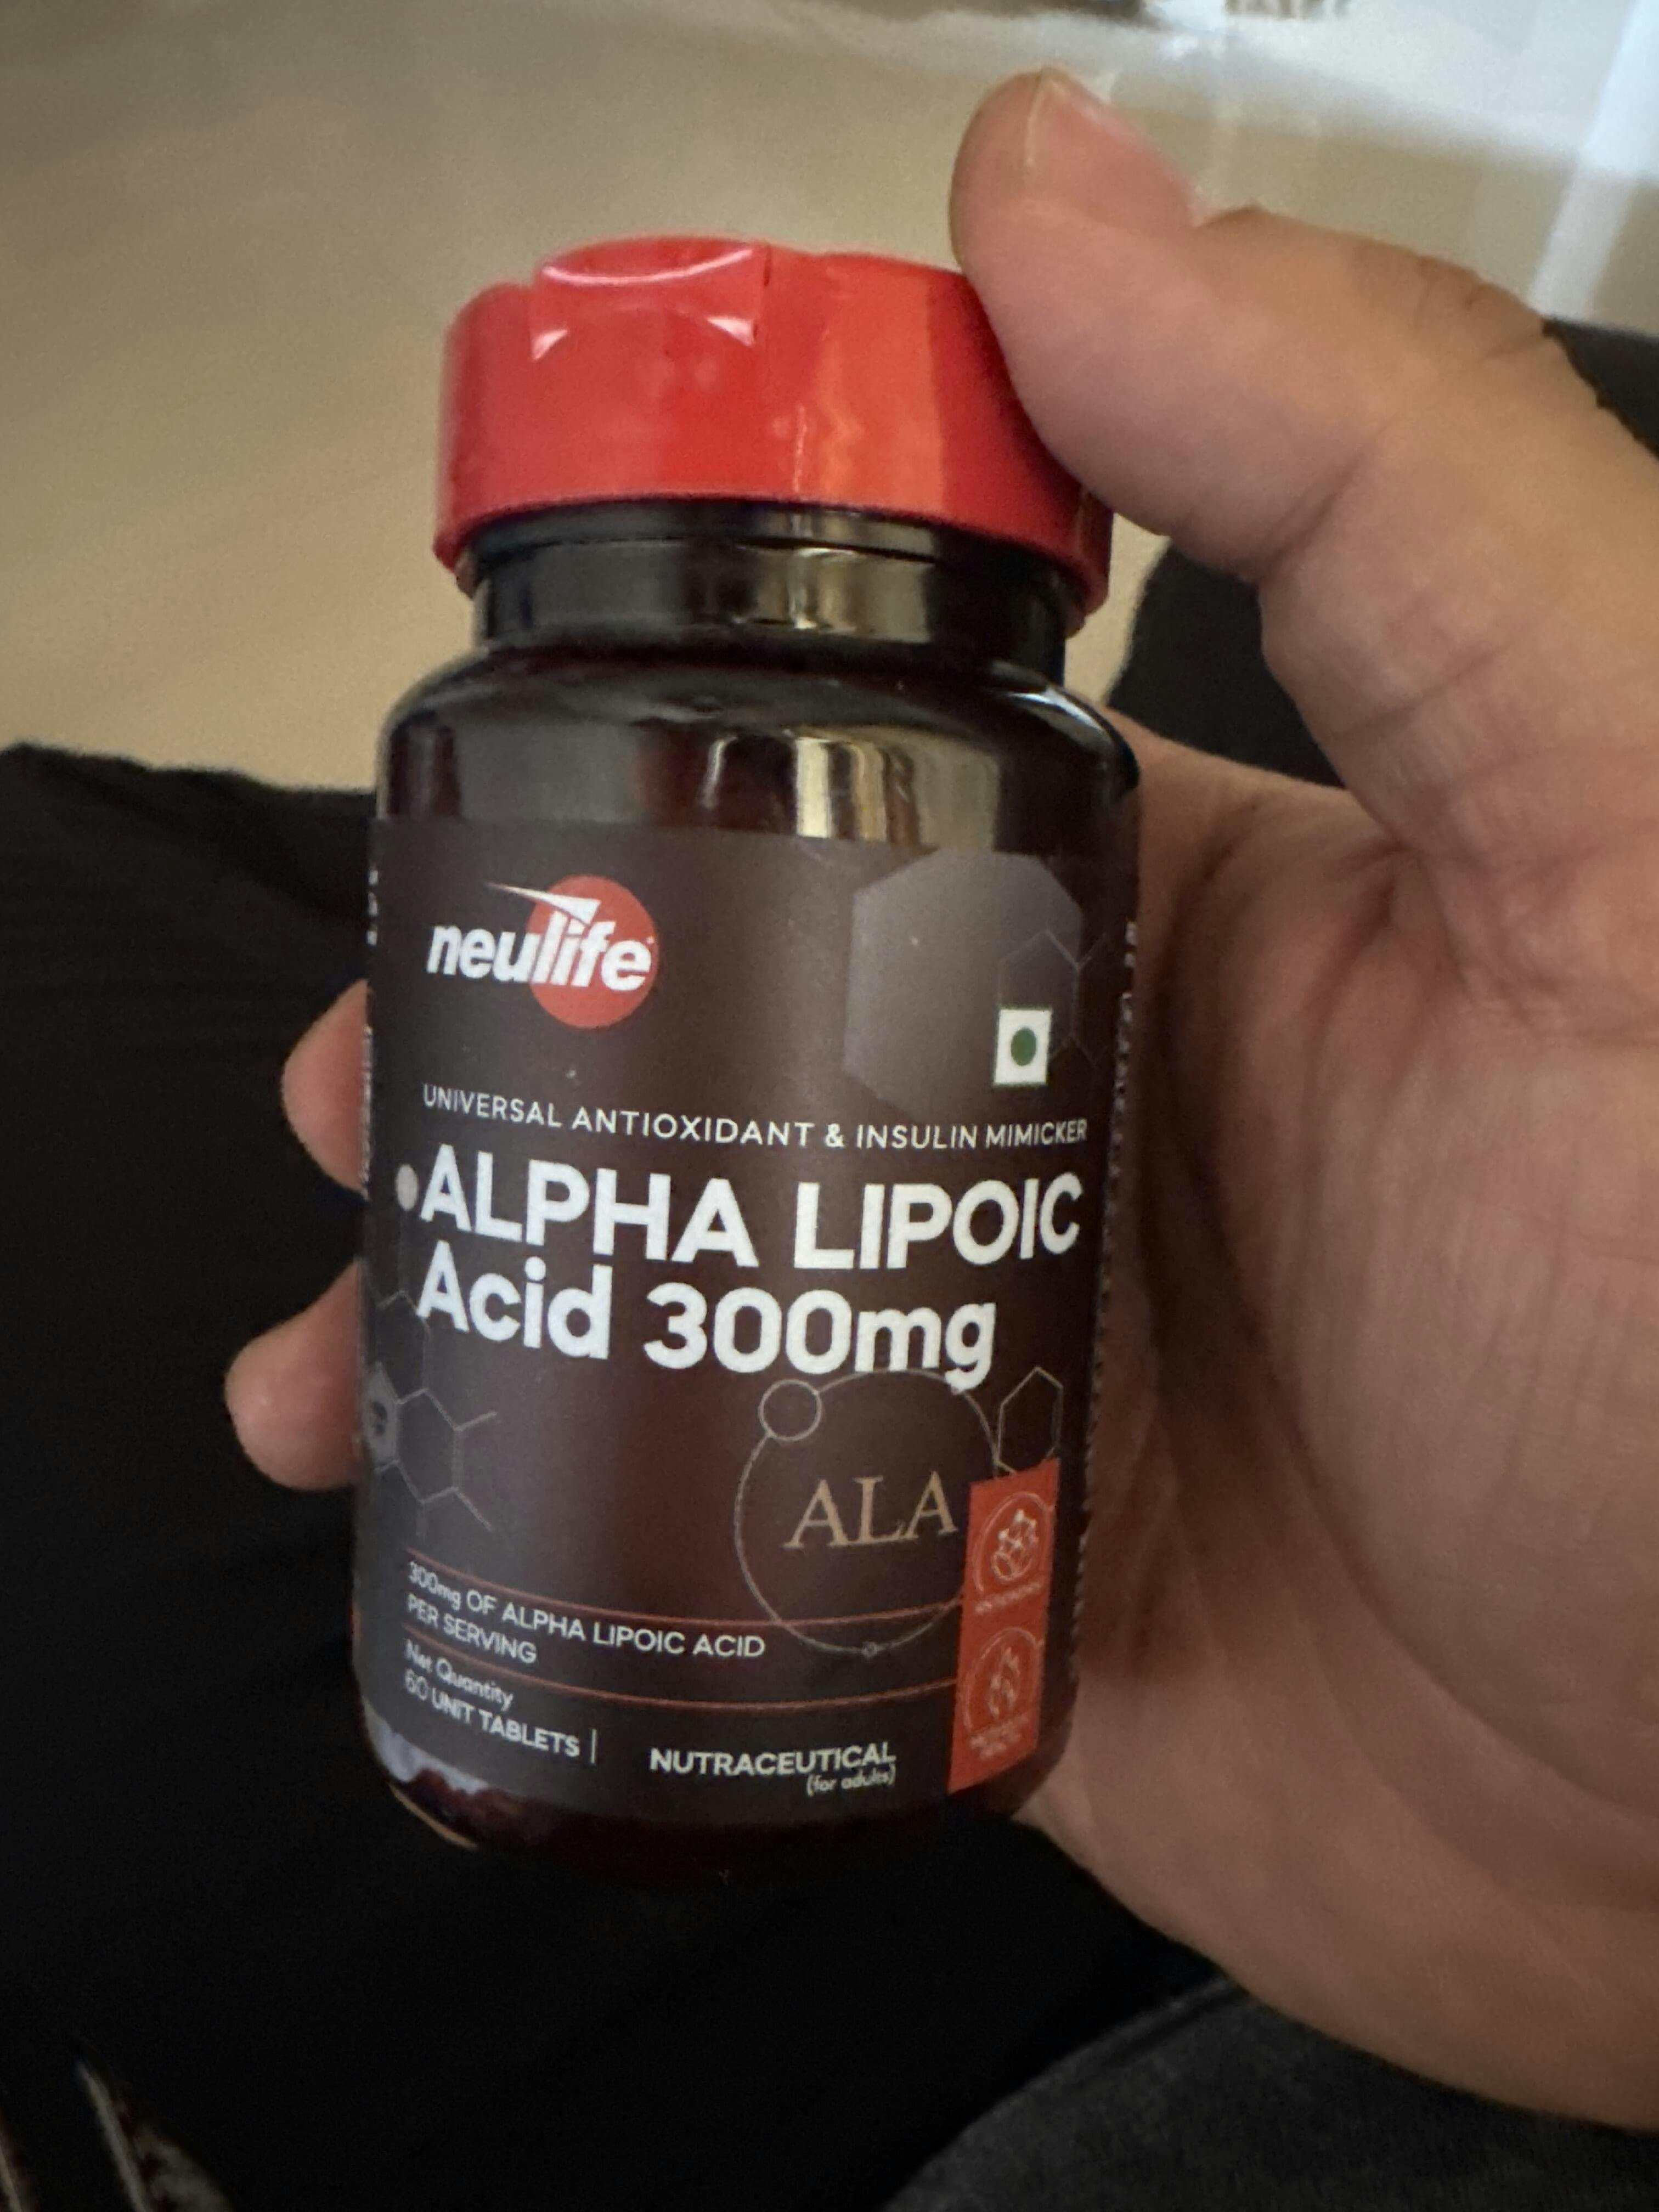 neulife
UNIVERSAL ANTIOXIDANT & INSULIN MIMICKER
ALPHA LIPOIC
Acid 300mg
ALA
300mg OF ALPHA LIPOIC ACID
PER SERVING
Net Quantity
60 UNIT TABLETS |
NUTRACEUTICAL
(for adults)